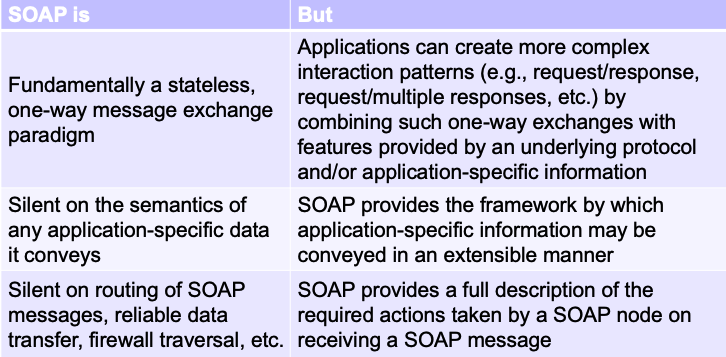 SOAP is
But
Fundamentally a stateless,
one-way message exchange
paradigm
Applications can create more complex
interaction patterns (e.g., request/response,
request/multiple responses, etc.) by
combining such one-way exchanges with
features provided by an underlying protocol
and/or application-specific information
Silent on the semantics of
any application-specific data
it conveys
SOAP provides the framework by which
application-specific information may be
conveyed in an extensible manner
Silent on routing of SOAP
messages, reliable data
transfer, firewall traversal, etc.
SOAP provides a full description of the
required actions taken by a SOAP node on
receiving a SOAP message